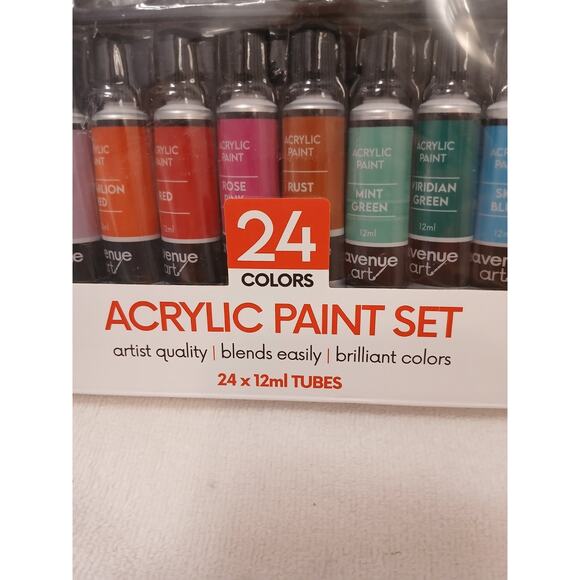 ACRYLIC
PAINT
RED
ACRYLIC
PAINT
RED
ACRYLIC
PAINT
ROSE
PINK
ACRYLIC
PAINT
RUST
ACRYLIC
PAINT
MINT
GREEN
12ml
avenue
art
ACRYLIC
PAINT
VIRIDIAN
GREEN
12ml
avenue
art
24
COLORS
ACRYLIC PAINT SET
artist quality | blends easily | brilliant colors
24 x 12ml TUBES